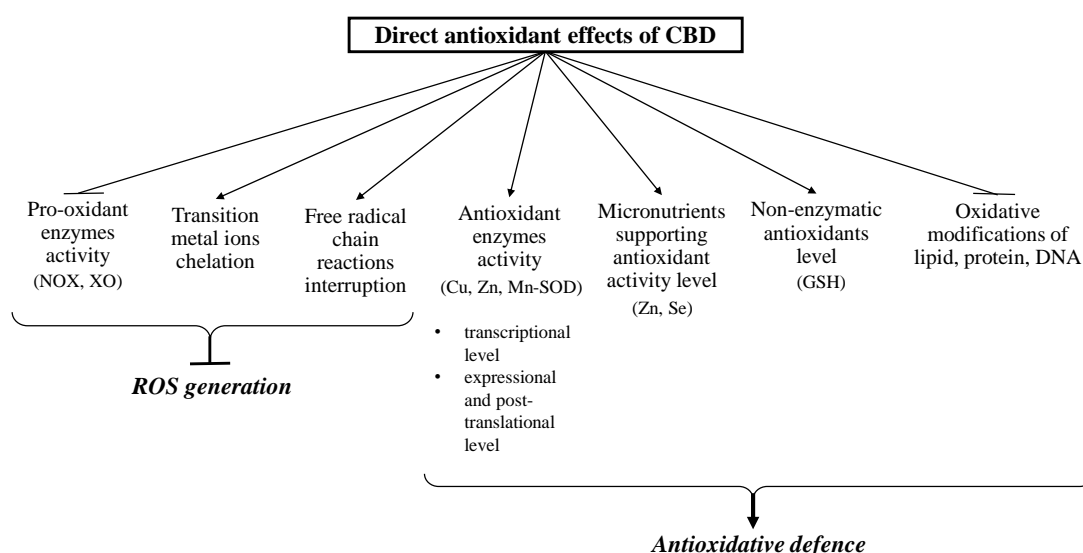 Direct antioxidant effects of CBD
Pro-oxidant
enzymes
activity
(NOX, XO)
Transition
metal ions
chelation
Free radical
chain
reactions
interruption
Antioxidant
enzymes
activity
(Cu, Zn, Mn-SOD)
• transcriptional
level
• expressional
and post-
translational
level
Micronutrients
supporting
antioxidant
activity level
(Zn, Se)
Non-enzymatic
antioxidants
level
(GSH)
Oxidative
modifications of
lipid, protein, DNA
ROS generation
Antioxidative defence